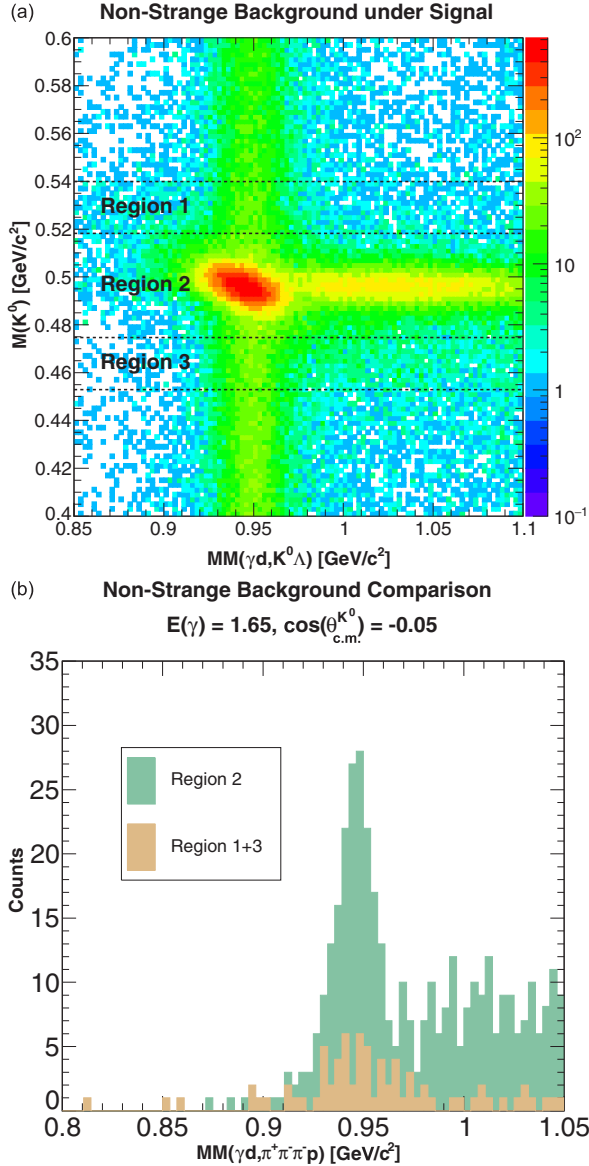 (a) Non-Strange Background under Signal
0.6
0.58
0.56
0.54
0.52
0.5
0.48
0.46
0.44
0.42
0.4
M(K⁰) [GeV/c²]
Region 1
Region 2
Region 3
10²
10
1
10⁻¹
0.85 0.9 0.95 1 1.05 1.1
MM(γd,K⁰Λ) [GeV/c²]
(b) Non-Strange Background Comparison
E(γ) = 1.65, cos(θ^K⁰_c.m.) = -0.05
35
30
25
20
15
10
5
0
Counts
Region 2
Region 1+3
0.8 0.85 0.9 0.95 1 1.05
MM(γd,π⁺π⁻π⁻p) [GeV/c²]